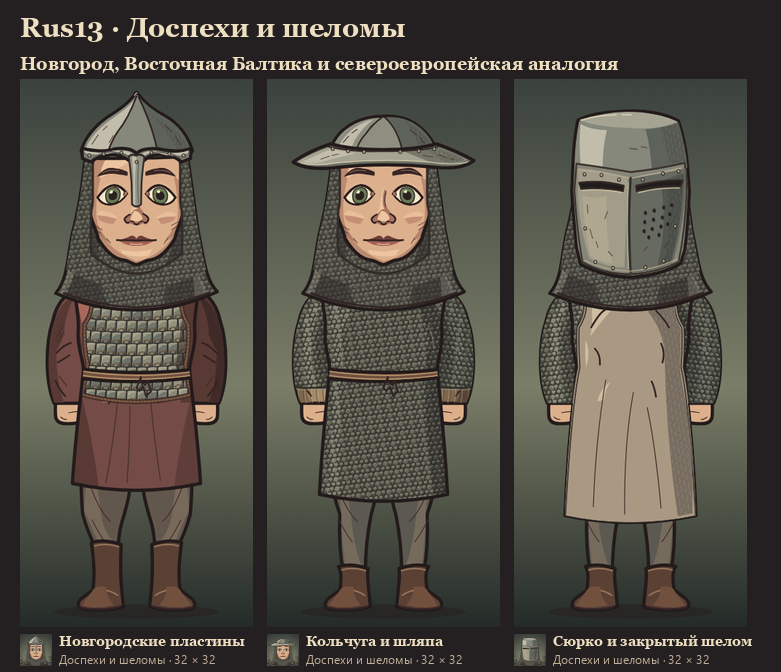 Rus13 · Доспехи и шеломы
Новгород, Восточная Балтика и североевропейская аналогия
Новгородские пластины
Доспехи и шеломы · 32 × 32
Кольчуга и шляпа
Доспехи и шеломы · 32 × 32
Сюрко и закрытый шелом
Доспехи и шеломы · 32 × 32